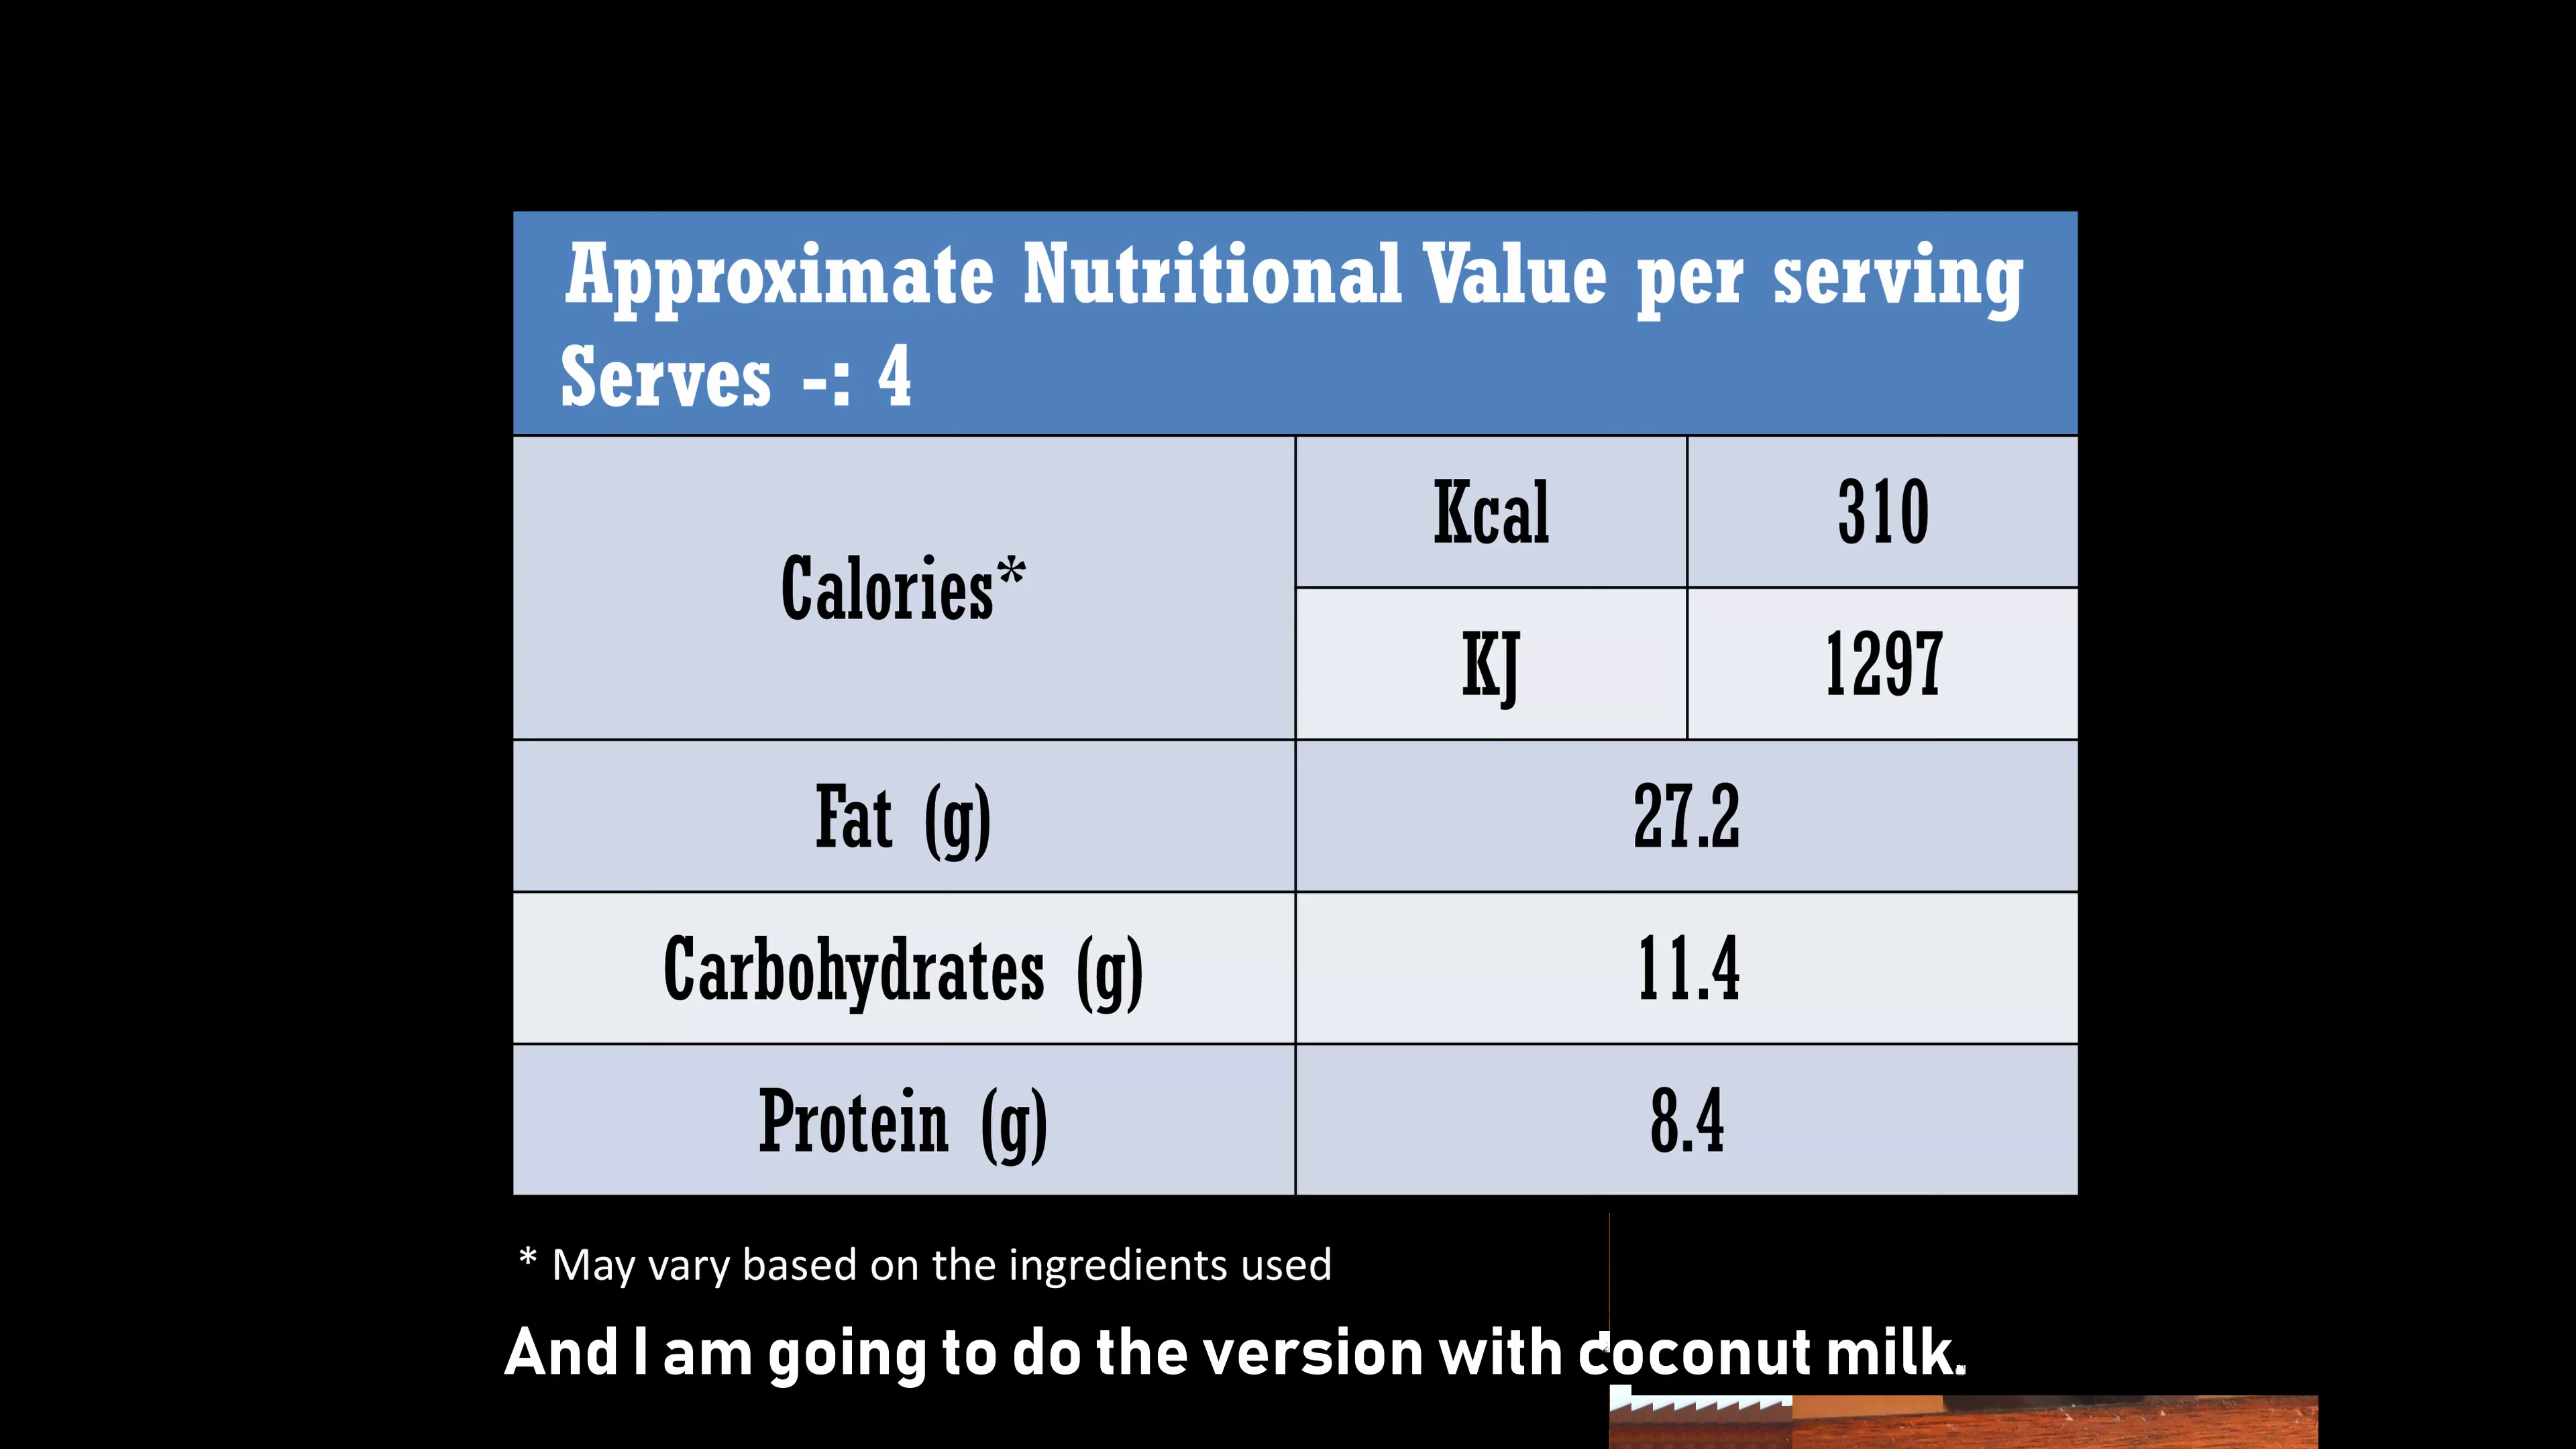 Approximate Nutritional Value per serving
Serves -: 4
Calories*
Kcal
310
KJ
1297
Fat (g)
27.2
Carbohydrates (g)
11.4
Protein (g)
8.4
* May vary based on the ingredients used
And I am going to do the version with coconut milk.